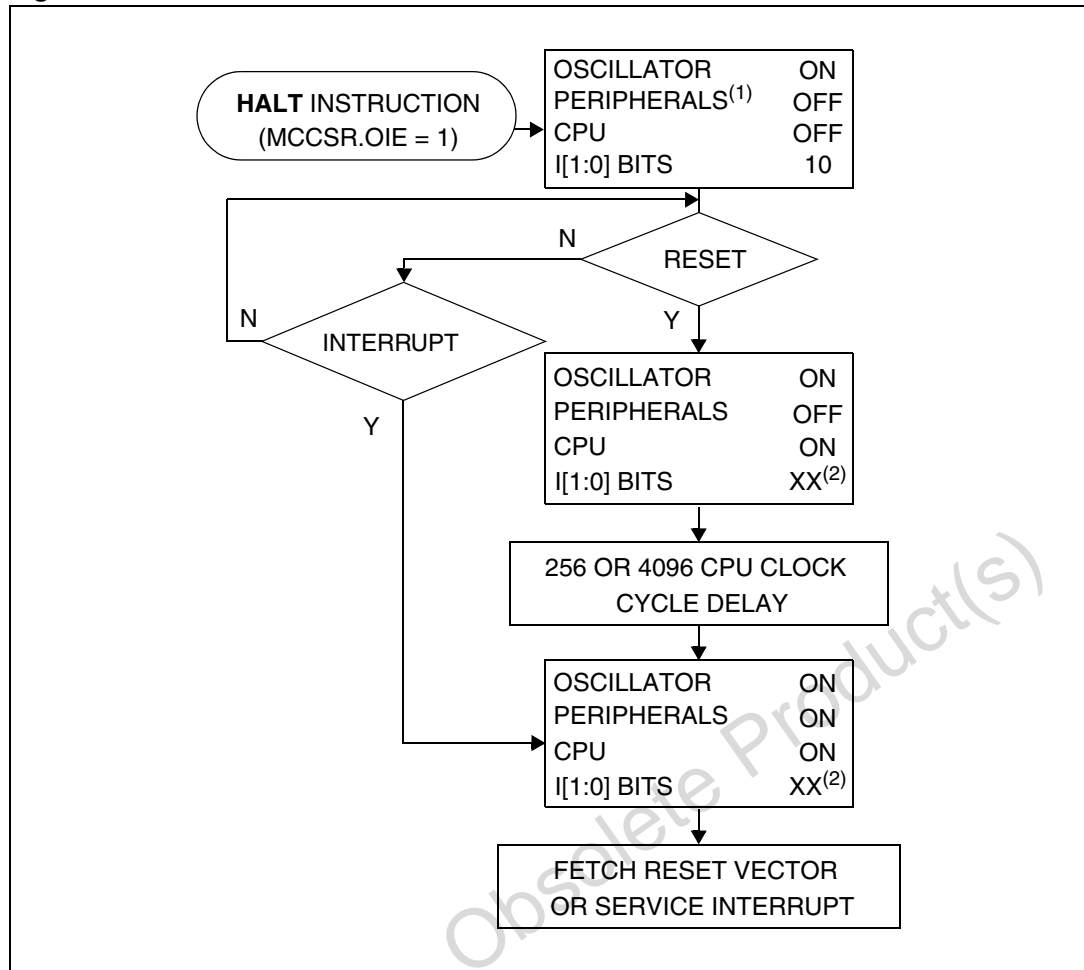 HALT INSTRUCTION
(MCCSR.OIE = 1)
OSCILLATOR ON
PERIPHERALS(1) OFF
CPU OFF
I[1:0] BITS 10
N
RESET
N
INTERRUPT
Y
Y
OSCILLATOR ON
PERIPHERALS OFF
CPU ON
I[1:0] BITS XX(2)
256 OR 4096 CPU CLOCK
CYCLE DELAY
OSCILLATOR ON
PERIPHERALS ON
CPU ON
I[1:0] BITS XX(2)
FETCH RESET VECTOR
OR SERVICE INTERRUPT
Obsolete Product(s)